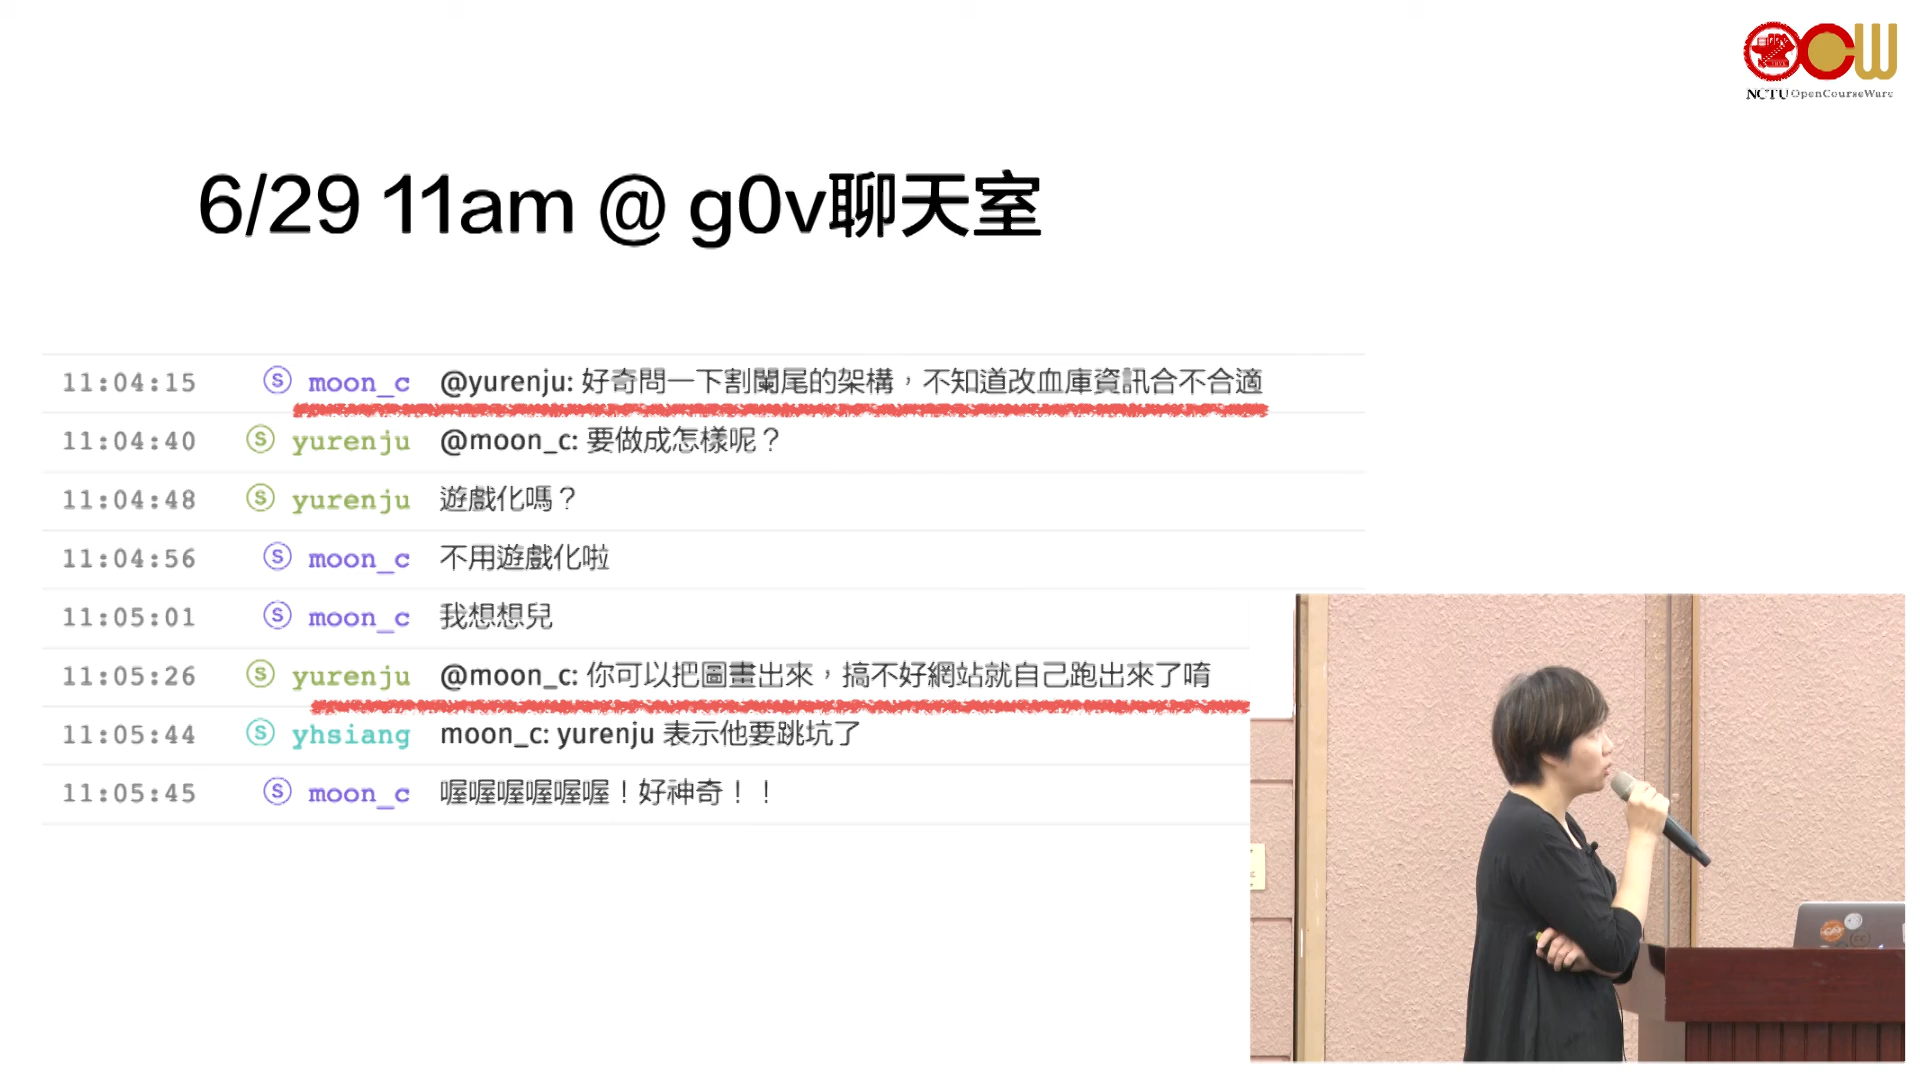 NCTU OpenCourseWare
6/29 11am @ g0v聊天室
11:04:15 S moon_c @yurenju: 好奇問一下割闌尾的架構，不知道改血庫資訊合不合適
11:04:40 S yurenju @moon_c: 要做成怎樣呢？
11:04:48 S yurenju 遊戲化嗎？
11:04:56 S moon_c 不用遊戲化啦
11:05:01 S moon_c 我想想兒
11:05:26 S yurenju @moon_c: 你可以把圖畫出來，搞不好網站就自己跑出來了唷
11:05:44 S yhsiang moon_c: yurenju 表示他要跳坑了
11:05:45 S moon_c 喔喔喔喔喔喔！好神奇！！